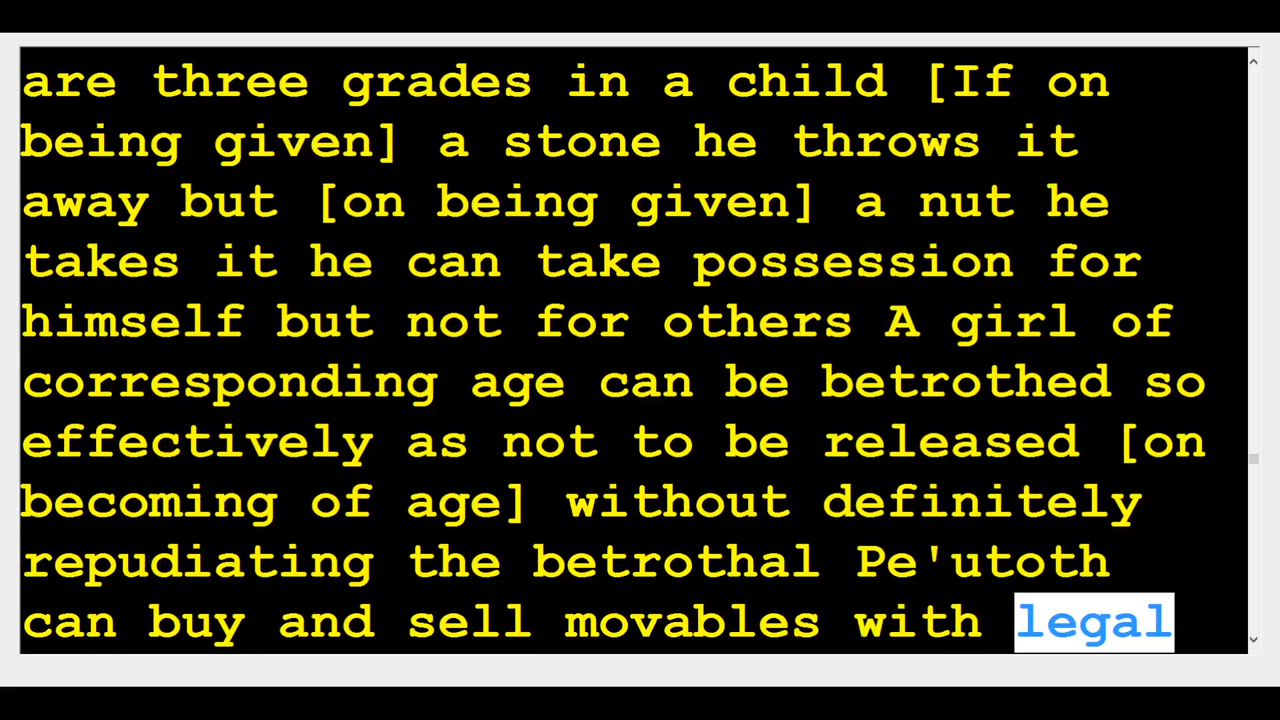 are three grades in a child [If on
being given] a stone he throws it
away but [on being given] a nut he
takes it he can take possession for
himself but not for others A girl of
corresponding age can be betrothed so
effectively as not to be released [on
becoming of age] without definitely
repudiating the betrothal Pe'utoth
can buy and sell movables with legal